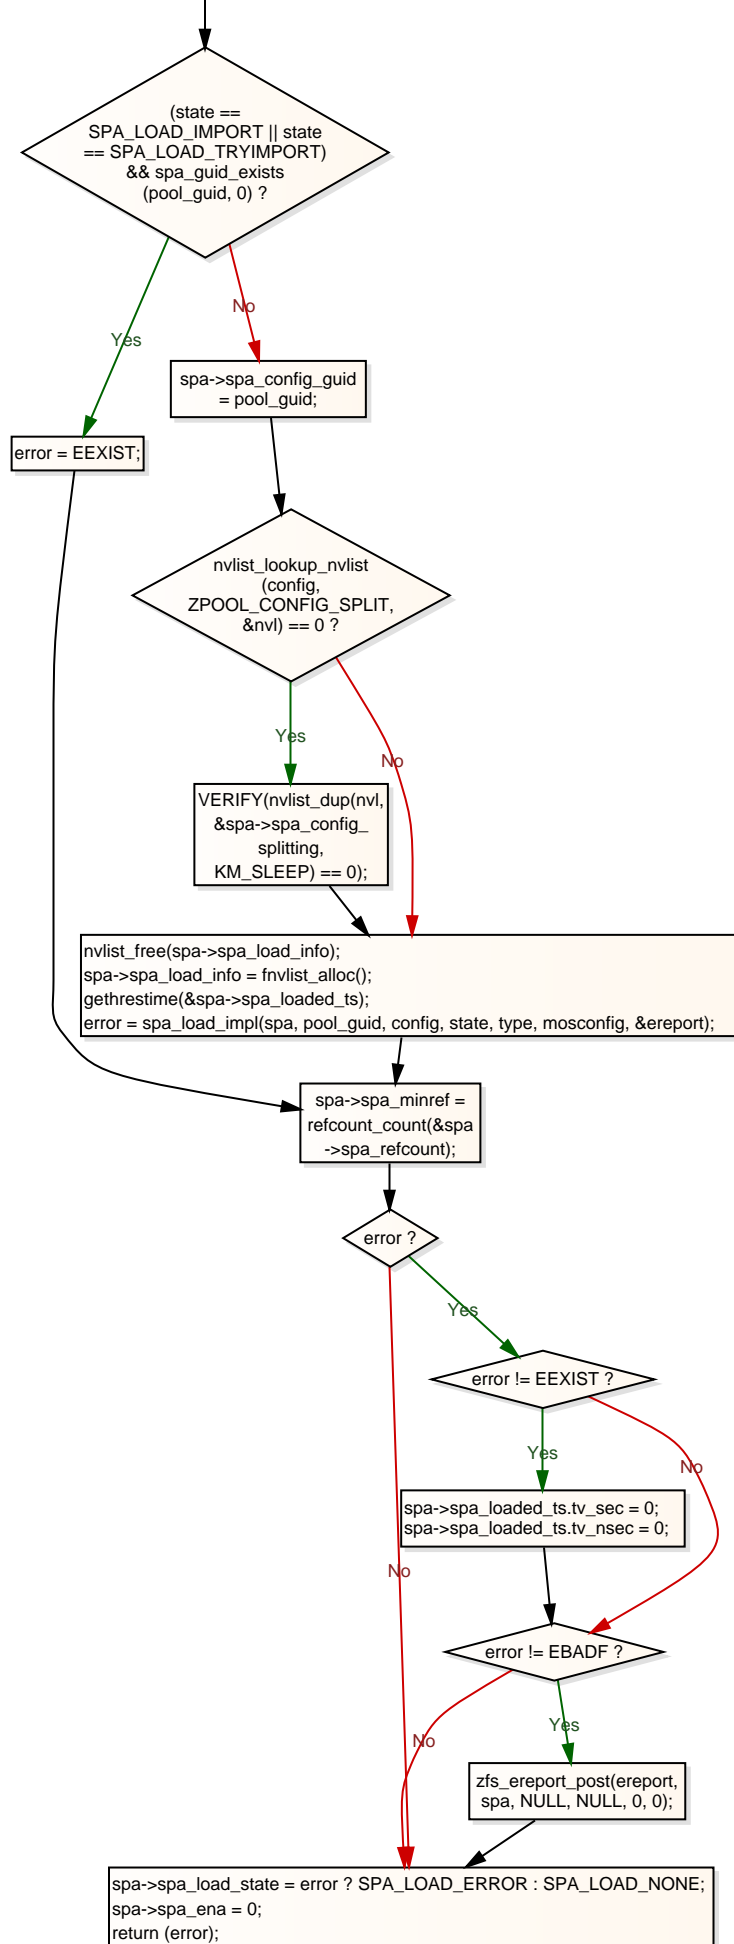 (state ==
SPA_LOAD_IMPORT || state
== SPA_LOAD_TRYIMPORT)
&& spa_guid_exists
(pool_guid, 0) ?
No
Yes
spa->spa_config_guid
= pool_guid;
error = EEXIST;
nvlist_lookup_nvlist
(config,
ZPOOL_CONFIG_SPLIT,
&nvl) == 0 ?
Yes
No
VERIFY(nvlist_dup(nvl,
&spa->spa_config_
splitting,
KM_SLEEP) == 0);
nvlist_free(spa->spa_load_info);
spa->spa_load_info = fnvlist_alloc();
gethrestime(&spa->spa_loaded_ts);
error = spa_load_impl(spa, pool_guid, config, state, type, mosconfig, &ereport);
spa->spa_minref =
refcount_count(&spa
->spa_refcount);
error ?
Yes
error != EEXIST ?
Yes
No
spa->spa_loaded_ts.tv_sec = 0;
spa->spa_loaded_ts.tv_nsec = 0;
No
error != EBADF ?
Yes
No
zfs_ereport_post(ereport,
spa, NULL, NULL, 0, 0);
spa->spa_load_state = error ? SPA_LOAD_ERROR : SPA_LOAD_NONE;
spa->spa_ena = 0;
return (error);